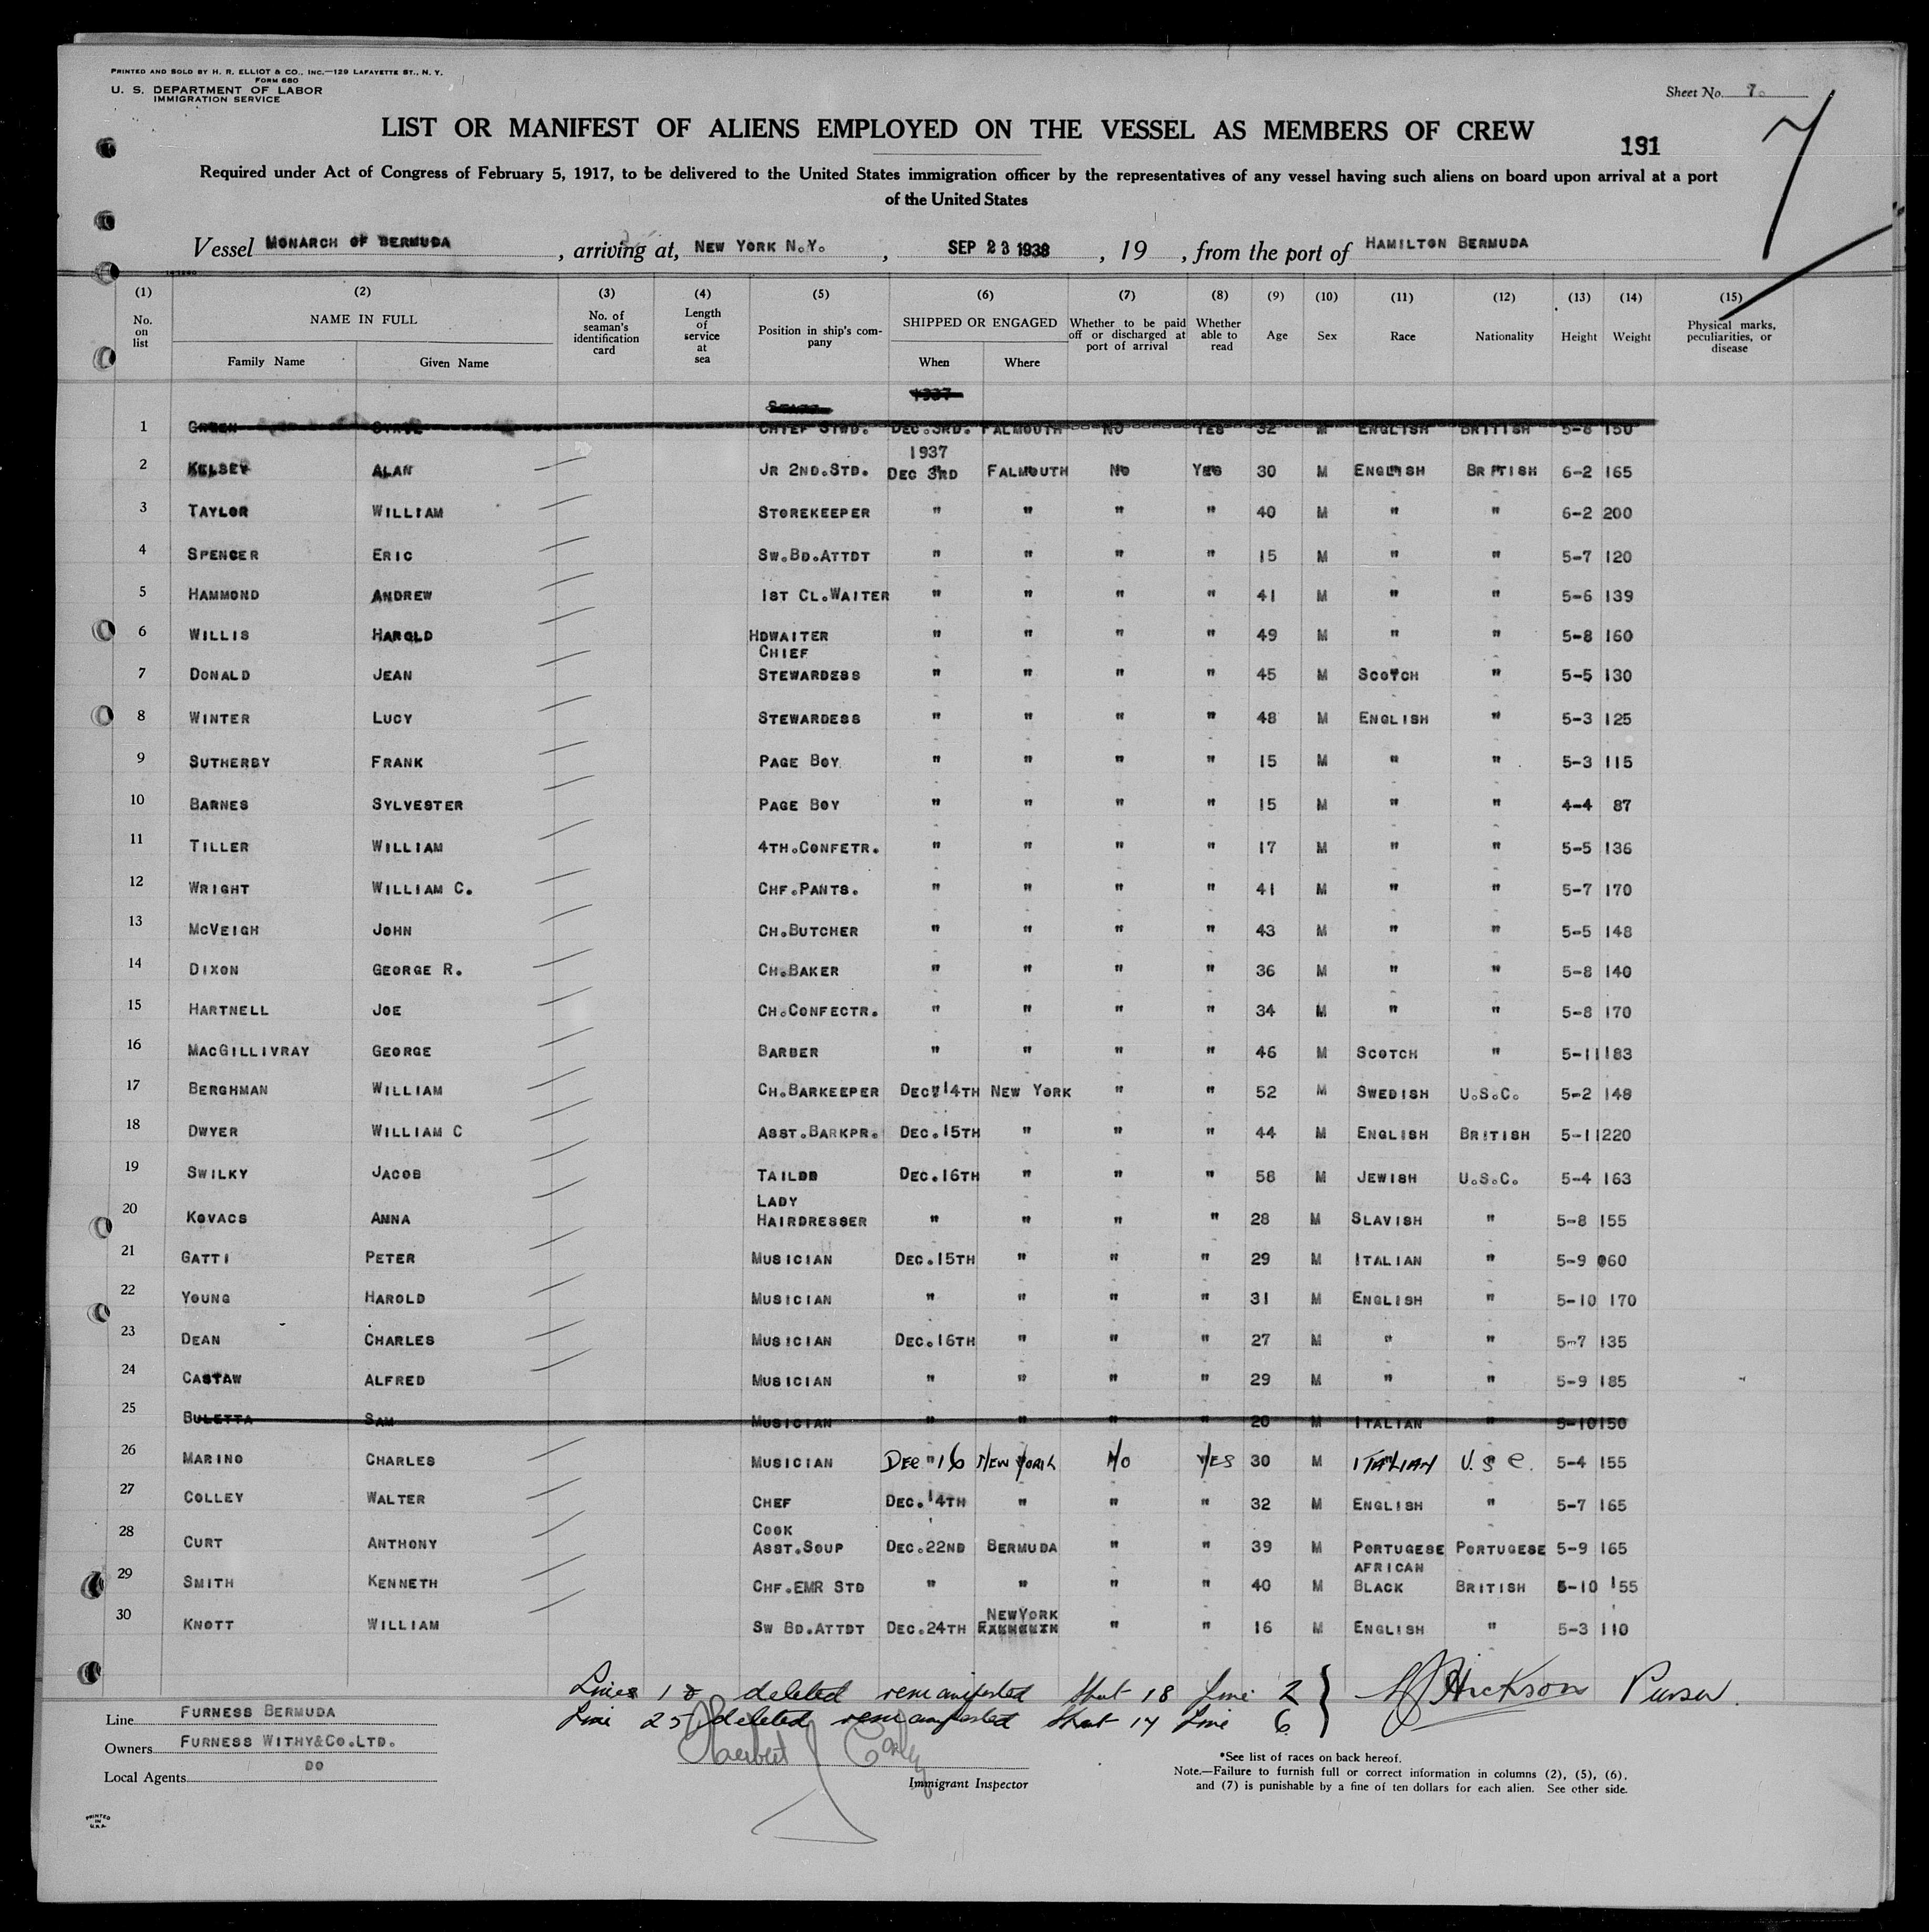 PRINTED AND SOLD BY H. R. ELLIOT & CO., INC.—129 LAFAYETTE ST., N. Y.
FORM 680
U. S. DEPARTMENT OF LABOR
IMMIGRATION SERVICE
Sheet No. 7
LIST OR MANIFEST OF ALIENS EMPLOYED ON THE VESSEL AS MEMBERS OF CREW
191
7
Required under Act of Congress of February 5, 1917, to be delivered to the United States immigration officer by the representatives of any vessel having such aliens on board upon arrival at a port
of the United States
Vessel MONARCH OF BERMUDA, arriving at, NEW YORK N.Y., SEP 23 1938, 19, from the port of HAMILTON BERMUDA
(1) (2) (3) (4) (5) (6) (7) (8) (9) (10) (11) (12) (13) (14) (15)
No. on list NAME IN FULL No. of seaman's identification card Length of service at sea Position in ship's company SHIPPED OR ENGAGED Whether to be paid off or discharged at port of arrival Whether able to read Age Sex Race Nationality Height Weight Physical marks, peculiarities, or disease
Family Name Given Name When Where
1937
1 GREEN CHIEF STWD. DEC. 3RD. FALMOUTH NO YES 32 M ENGLISH BRITISH 5-8 150
1937
2 KELSEY ALAN JR 2ND.STD. DEC 3RD FALMOUTH NO YES 30 M ENGLISH BRITISH 6-2 165
3 TAYLOR WILLIAM STOREKEEPER " " " " 40 M " " 6-2 200
4 SPENCER ERIC SW.BD.ATTDT " " " " 15 M " " 5-7 120
5 HAMMOND ANDREW 1ST CL.WAITER " " " " 41 M " " 5-6 139
6 WILLIS HAROLD HDWAITER " " " " 49 M " " 5-8 160
CHIEF
7 DONALD JEAN STEWARDESS " " " " 45 M SCOTCH " 5-5 130
8 WINTER LUCY STEWARDESS " " " " 48 M ENGLISH " 5-3 125
9 SUTHERBY FRANK PAGE BOY " " " " 15 M " " 5-3 115
10 BARNES SYLVESTER PAGE BOY " " " " 15 M " " 4-4 87
11 TILLER WILLIAM 4TH.CONFETR. " " " " 17 M " " 5-5 136
12 WRIGHT WILLIAM C. CHF.PANTS. " " " " 41 M " " 5-7 170
13 MCVEIGH JOHN CH.BUTCHER " " " " 43 M " " 5-5 148
14 DIXON GEORGE R. CH.BAKER " " " " 36 M " " 5-8 140
15 HARTNELL JOE CH.CONFECTR. " " " " 34 M " " 5-8 170
16 MACGILLIVRAY GEORGE BARBER " " " " 46 M SCOTCH " 5-11 183
17 BERGHMAN WILLIAM CH.BARKEEPER DEC 14TH NEW YORK " " 52 M SWEDISH U.S.C. 5-2 148
18 DWYER WILLIAM C ASST.BARKPR. DEC.15TH " " " 44 M ENGLISH BRITISH 5-11 220
19 SWILKY JACOB TAILOR DEC.16TH " " " 58 M JEWISH U.S.C. 5-4 163
LADY
20 KOVACS ANNA HAIRDRESSER " " " " 28 M SLAVISH " 5-8 155
21 GATTI PETER MUSICIAN DEC.15TH " " " 29 M ITALIAN " 5-9 060
22 YOUNG HAROLD MUSICIAN " " " " 31 M ENGLISH " 5-10 170
23 DEAN CHARLES MUSICIAN DEC.16TH " " " 27 M " " 5-7 135
24 CASTAW ALFRED MUSICIAN " " " " 29 M " " 5-9 185
25 BULETTA SAM MUSICIAN " " " " 20 M ITALIAN " 5-10 150
26 MARINO CHARLES MUSICIAN DEC 16 NEW YORK NO YES 30 M ITALIAN U.S C. 5-4 155
27 COLLEY WALTER CHEF DEC.14TH " " " 32 M ENGLISH " 5-7 165
COOK
28 CURT ANTHONY ASST.SOUP DEC.22ND BERMUDA " " 39 M PORTUGESE PORTUGESE 5-9 165
AFRICAN
29 SMITH KENNETH CHF.EMR STD " " " " 40 M BLACK BRITISH 5-10 155
NEWYORK
30 KNOTT WILLIAM SW BD.ATTDT DEC.24TH " " 16 M ENGLISH " 5-3 110
Lines 1 deleted remanifested Sheet 18 Line 2
Line 25 deleted remanifested Sheet 17 Line 6 } Hickson Purser.
Line FURNESS BERMUDA
Owners FURNESS WITHY&CO.LTD.
Local Agents DO
Immigrant Inspector
*See list of races on back hereof.
Note.—Failure to furnish full or correct information in columns (2), (5), (6),
and (7) is punishable by a fine of ten dollars for each alien. See other side.
PRINTED
IN
U.S.A.